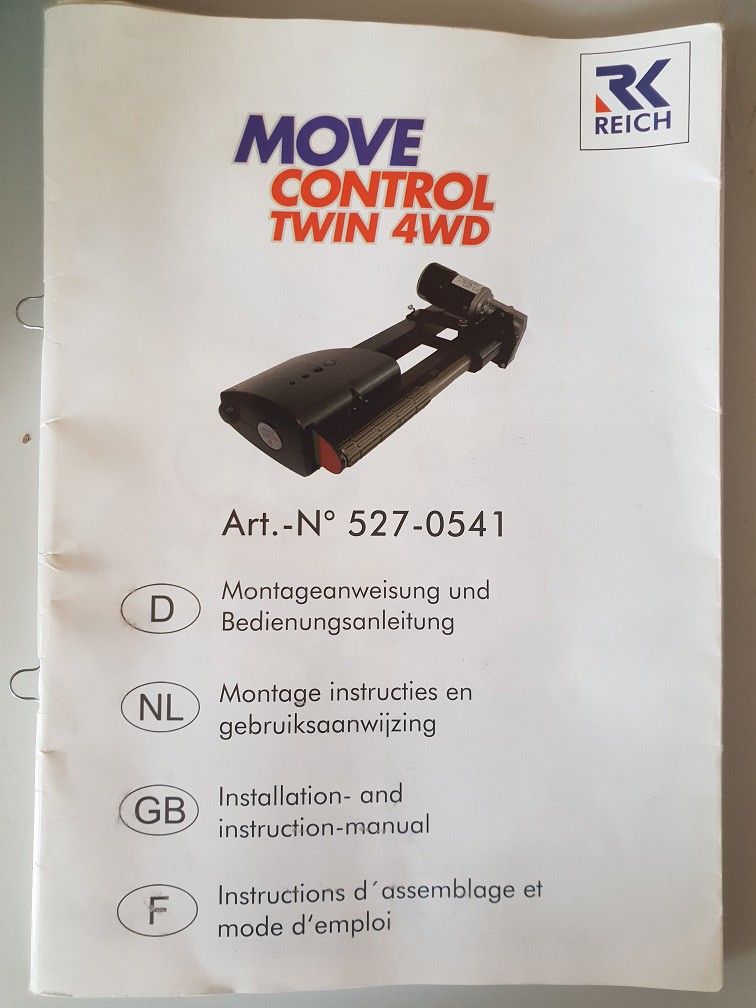 RK
REICH
MOVE
CONTROL
TWIN 4WD
Art.-N° 527-0541
D
Montageanweisung und
Bedienungsanleitung
NL
Montage instructies en
gebruiksaanwijzing
GB
Installation- and
instruction-manual
F
Instructions d´assemblage et
mode d'emploi